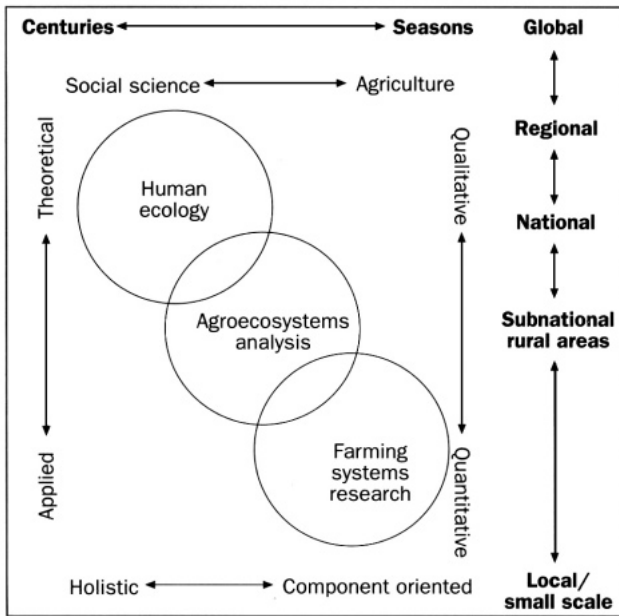 Centuries Seasons Global
Social science Agriculture
Regional
Theoretical
Qualitative
Human
ecology
National
Agroecosystems
analysis
Subnational
rural areas
Applied
Quantitative
Farming
systems
research
Holistic Component oriented
Local/
small scale